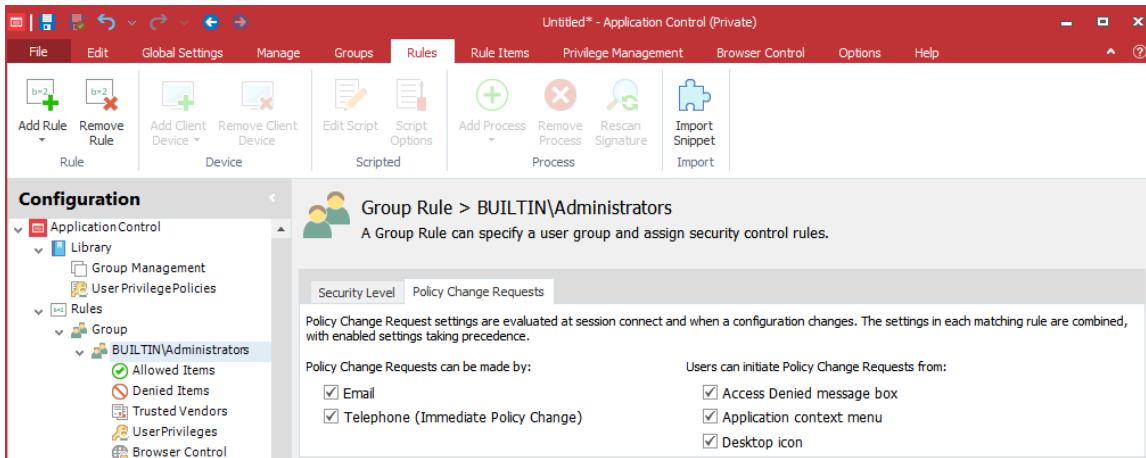 Untitled* - Application Control (Private)
File Edit Global Settings Manage Groups Rules Rule Items Privilege Management Browser Control Options Help
b=2 b=2
Add Rule Remove Rule Add Client Device Remove Client Device Edit Script Script Options Add Process Remove Process Rescan Signature Import Snippet
Rule Device Scripted Process Import
Configuration
Application Control
Library
Group Management
User Privilege Policies
Rules
Group
BUILTIN\Administrators
Allowed Items
Denied Items
Trusted Vendors
User Privileges
Browser Control
Group Rule > BUILTIN\Administrators
A Group Rule can specify a user group and assign security control rules.
Security Level Policy Change Requests
Policy Change Request settings are evaluated at session connect and when a configuration changes. The settings in each matching rule are combined,
with enabled settings taking precedence.
Policy Change Requests can be made by:
Email
Telephone (Immediate Policy Change)
Users can initiate Policy Change Requests from:
Access Denied message box
Application context menu
Desktop icon